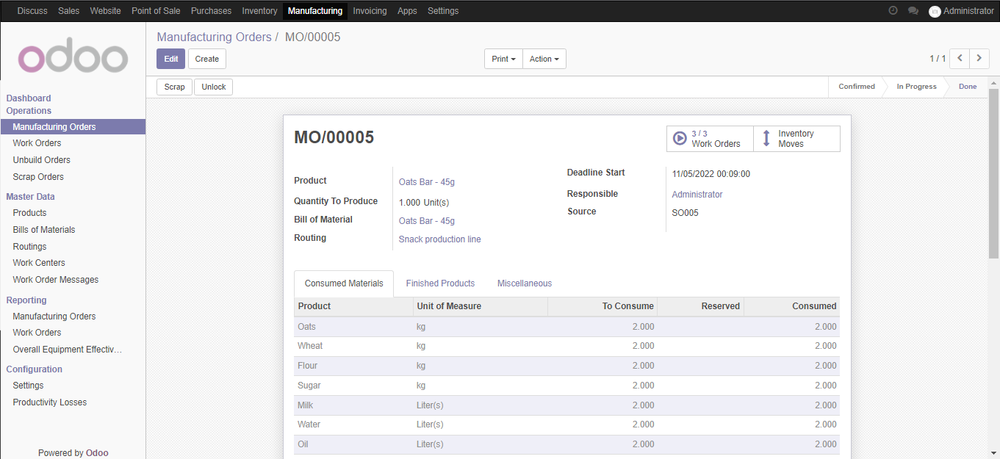 Discuss Sales Website Point of Sale Purchases Inventory Manufacturing Invoicing Apps Settings Administrator
odoo
Dashboard
Operations
Manufacturing Orders
Work Orders
Unbuild Orders
Scrap Orders
Master Data
Products
Bills of Materials
Routings
Work Centers
Work Order Messages
Reporting
Manufacturing Orders
Work Orders
Overall Equipment Effectiv...
Configuration
Settings
Productivity Losses
Powered by Odoo
Manufacturing Orders / MO/00005
Edit Create Print Action 1 / 1
Scrap Unlock Confirmed In Progress Done
MO/00005
3 / 3
Work Orders
Inventory
Moves
Product Oats Bar - 45g
Quantity To Produce 1.000 Unit(s)
Bill of Material Oats Bar - 45g
Routing Snack production line
Deadline Start 11/05/2022 00:09:00
Responsible Administrator
Source SO005
Consumed Materials Finished Products Miscellaneous
Product Unit of Measure To Consume Reserved Consumed
Oats kg 2.000 2.000
Wheat kg 2.000 2.000
Flour kg 2.000 2.000
Sugar kg 2.000 2.000
Milk Liter(s) 2.000 2.000
Water Liter(s) 2.000 2.000
Oil Liter(s) 2.000 2.000